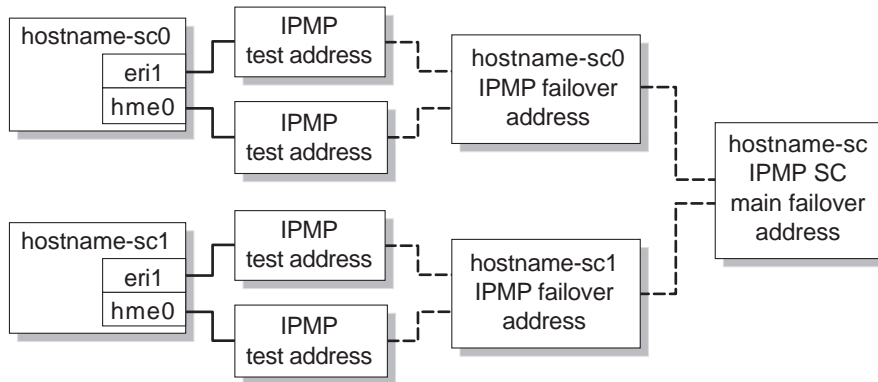 hostname-sc0
eri1
hme0
IPMP
test address
IPMP
test address
hostname-sc0
IPMP failover
address
hostname-sc
IPMP SC
main failover
address
hostname-sc1
eri1
hme0
IPMP
test address
IPMP
test address
hostname-sc1
IPMP failover
address